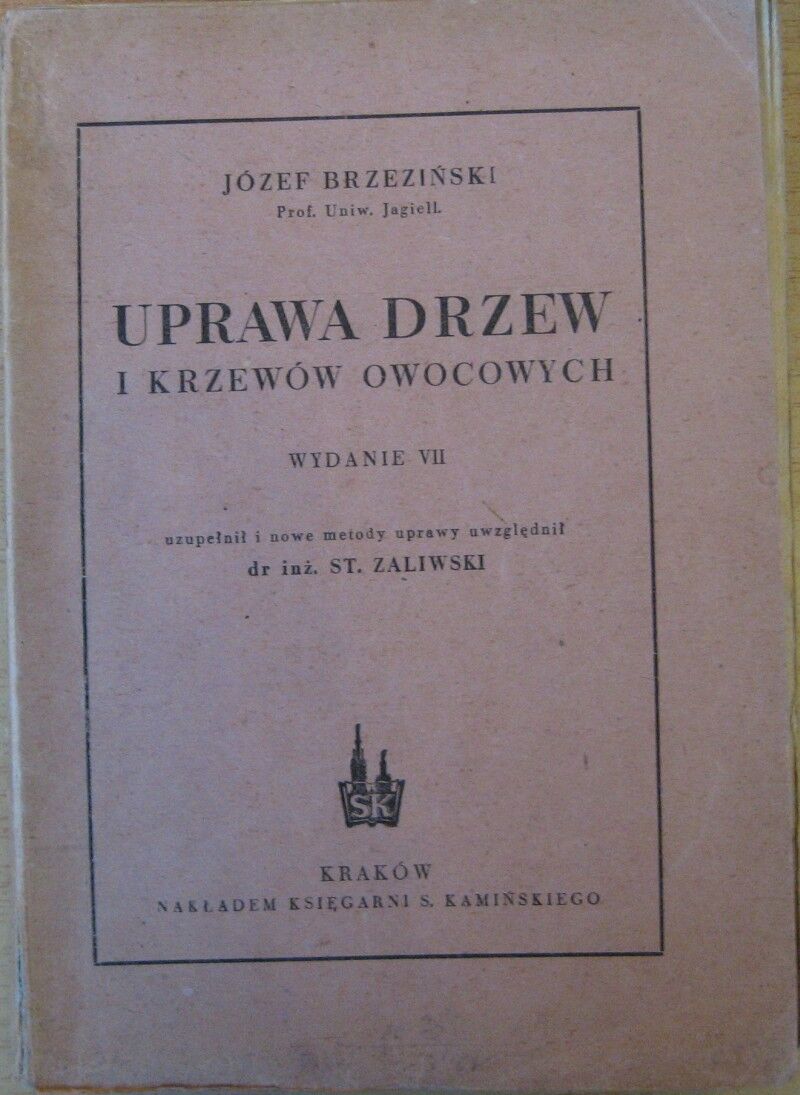 JÓZEF BRZEZIŃSKI
Prof. Uniw. Jagiell.
UPRAWA DRZEW
I KRZEWÓW OWOCOWYCH
WYDANIE VII
uzupełnił i nowe metody uprawy uwzględnił
dr inż. ST. ZALIWSKI
SK
KRAKÓW
NAKŁADEM KSIĘGARNI S. KAMIŃSKIEGO